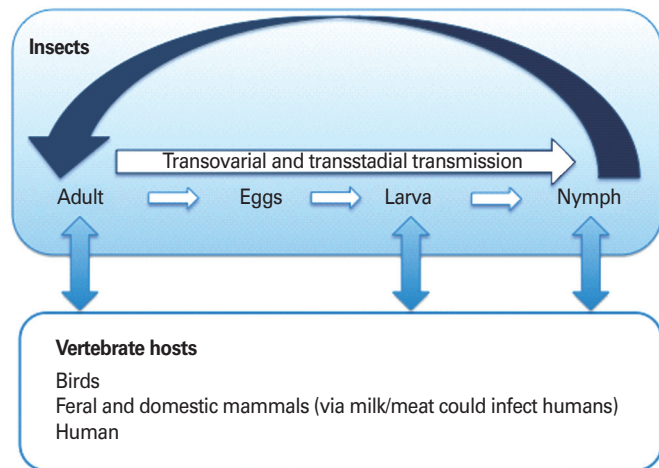 Insects
Transovarial and transstadial transmission
Adult Eggs Larva Nymph
Vertebrate hosts
Birds
Feral and domestic mammals (via milk/meat could infect humans)
Human